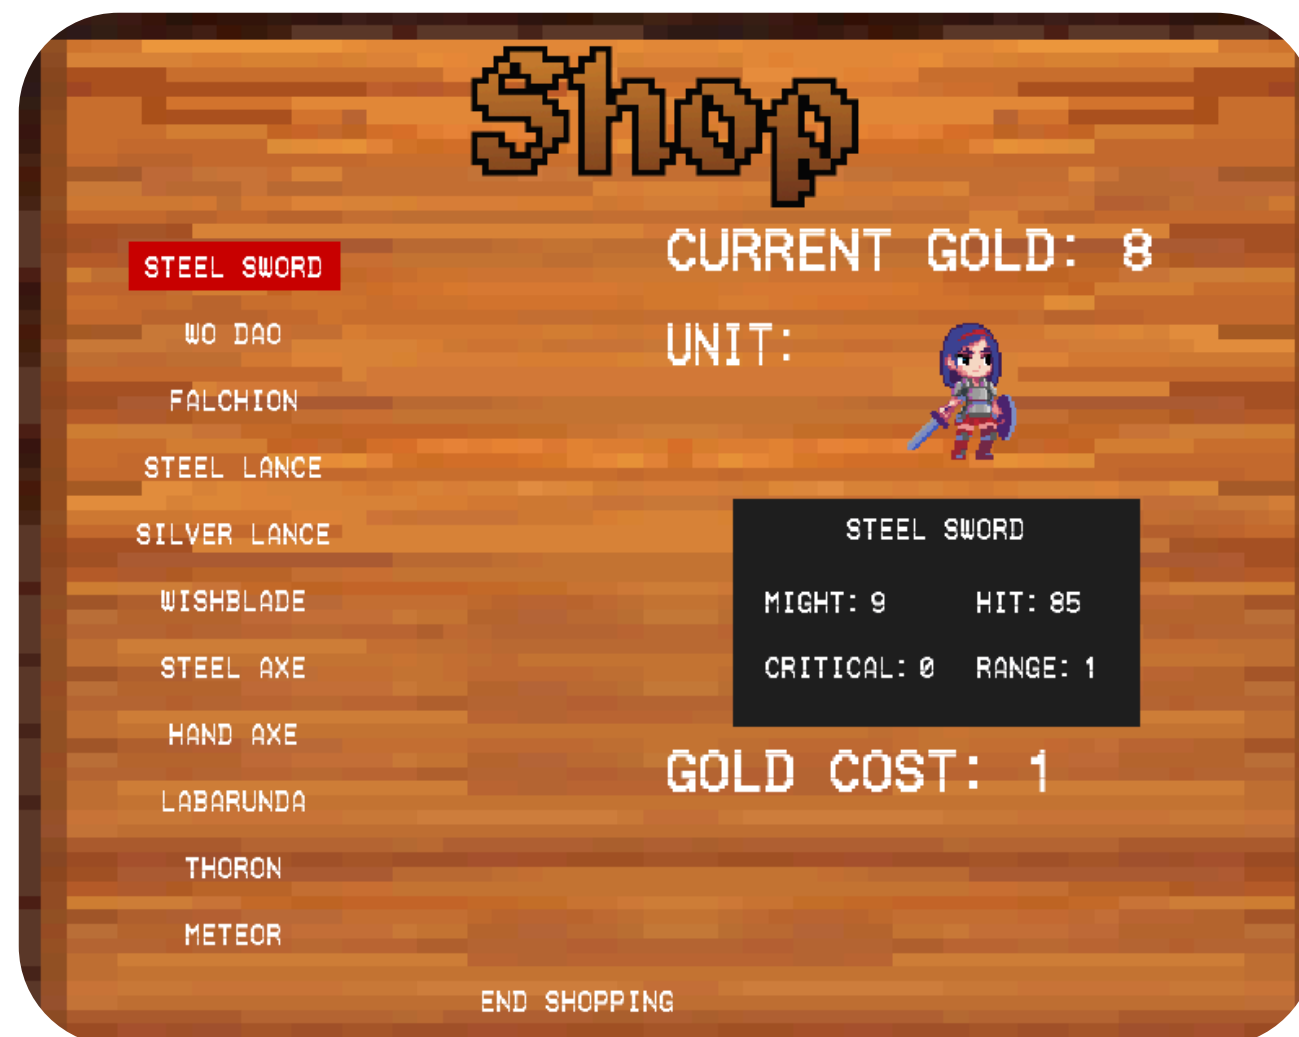 Shop
CURRENT GOLD: 8
UNIT:
STEEL SWORD
WO DAO
FALCHION
STEEL LANCE
SILVER LANCE
WISHBLADE
STEEL AXE
HAND AXE
LABARUNDA
THORON
METEOR
STEEL SWORD
MIGHT: 9 HIT: 85
CRITICAL: 0 RANGE: 1
GOLD COST: 1
END SHOPPING